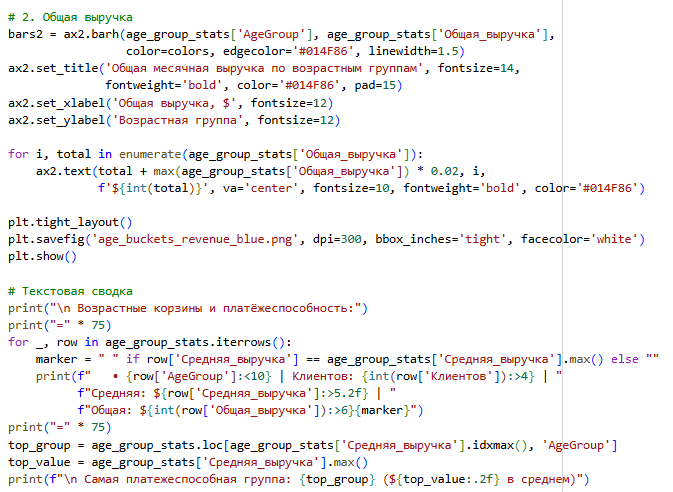 # 2. Общая выручка
bars2 = ax2.barh(age_group_stats['AgeGroup'], age_group_stats['Общая_выручка'],
                 color=colors, edgecolor='#014F86', linewidth=1.5)
ax2.set_title('Общая месячная выручка по возрастным группам', fontsize=14,
              fontweight='bold', color='#014F86', pad=15)
ax2.set_xlabel('Общая выручка, $', fontsize=12)
ax2.set_ylabel('Возрастная группа', fontsize=12)

for i, total in enumerate(age_group_stats['Общая_выручка']):
    ax2.text(total + max(age_group_stats['Общая_выручка']) * 0.02, i,
             f'${int(total)}', va='center', fontsize=10, fontweight='bold', color='#014F86')

plt.tight_layout()
plt.savefig('age_buckets_revenue_blue.png', dpi=300, bbox_inches='tight', facecolor='white')
plt.show()

# Текстовая сводка
print("\n Возрастные корзины и платёжеспособность:")
print("=" * 75)
for _, row in age_group_stats.iterrows():
    marker = " " if row['Средняя_выручка'] == age_group_stats['Средняя_выручка'].max() else ""
    print(f"   • {row['AgeGroup']:<10} | Клиентов: {int(row['Клиентов']):>4} | "
          f"Средняя: ${row['Средняя_выручка']:>5.2f} | "
          f"Общая: ${int(row['Общая_выручка']):>6}{marker}")
print("=" * 75)
top_group = age_group_stats.loc[age_group_stats['Средняя_выручка'].idxmax(), 'AgeGroup']
top_value = age_group_stats['Средняя_выручка'].max()
print(f"\n Самая платежеспособная группа: {top_group} (${top_value:.2f} в среднем)")